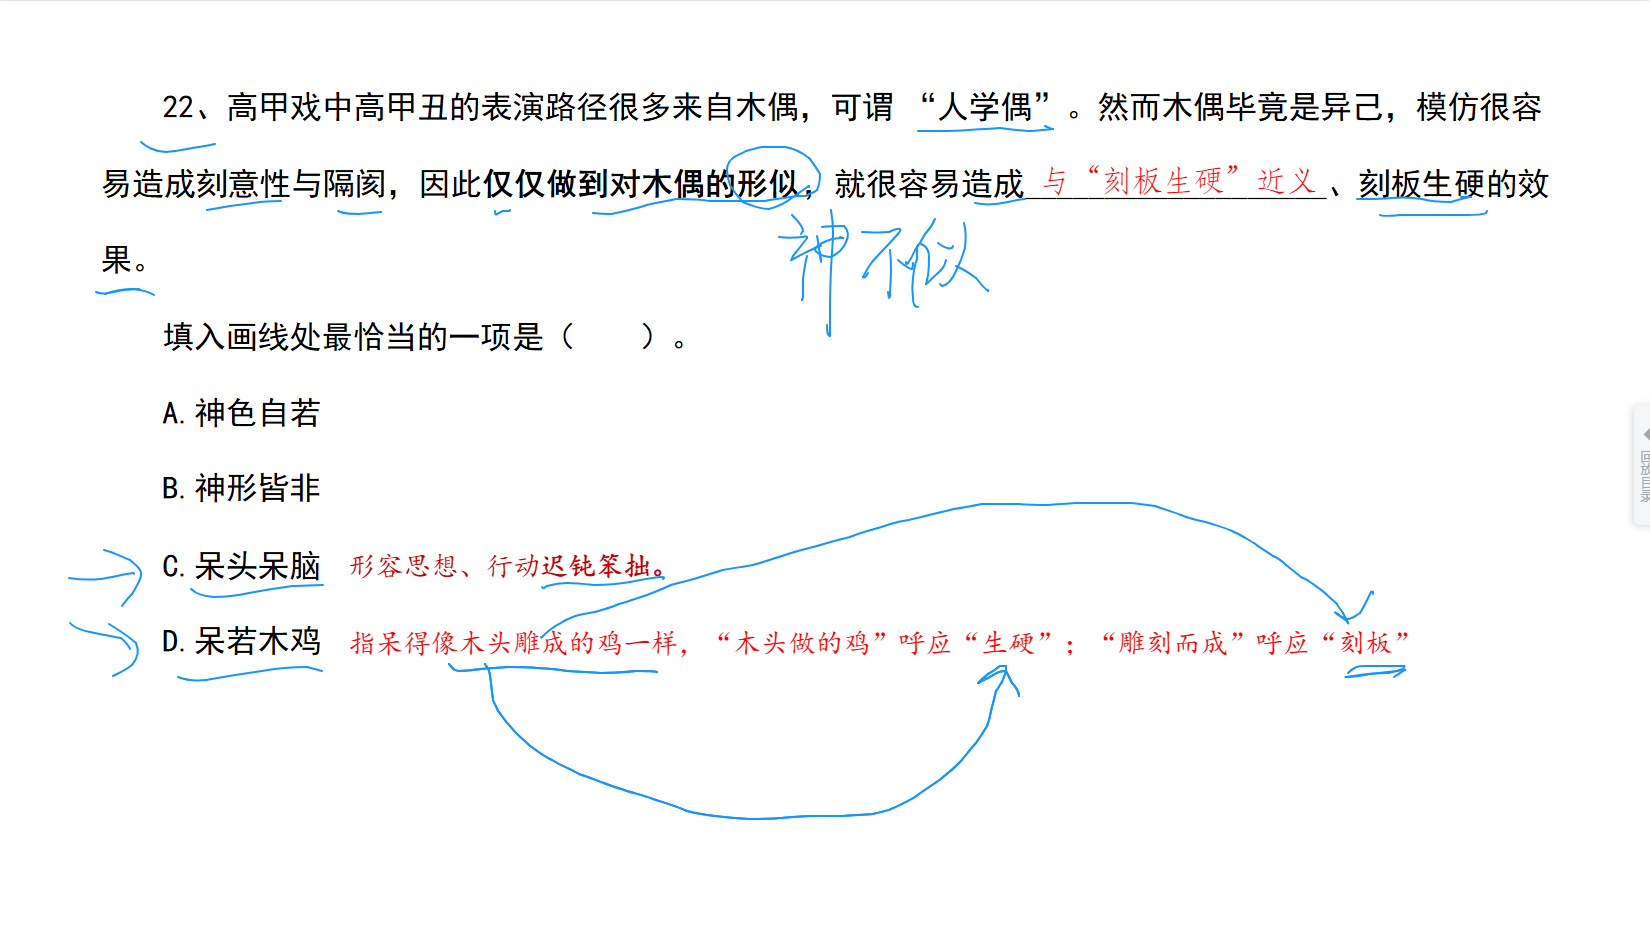 22、高甲戏中高甲丑的表演路径很多来自木偶，可谓 “人学偶” 。然而木偶毕竟是异己，模仿很容
易造成刻意性与隔阂，因此仅仅做到对木偶的形似，就很容易造成 与“刻板生硬”近义 、刻板生硬的效
神不似
果。
填入画线处最恰当的一项是（　　）。
A. 神色自若
B. 神形皆非
C. 呆头呆脑 形容思想、行动迟钝笨拙。
D. 呆若木鸡 指呆得像木头雕成的鸡一样，“木头做的鸡”呼应“生硬”；“雕刻而成”呼应“刻板”
回放目录